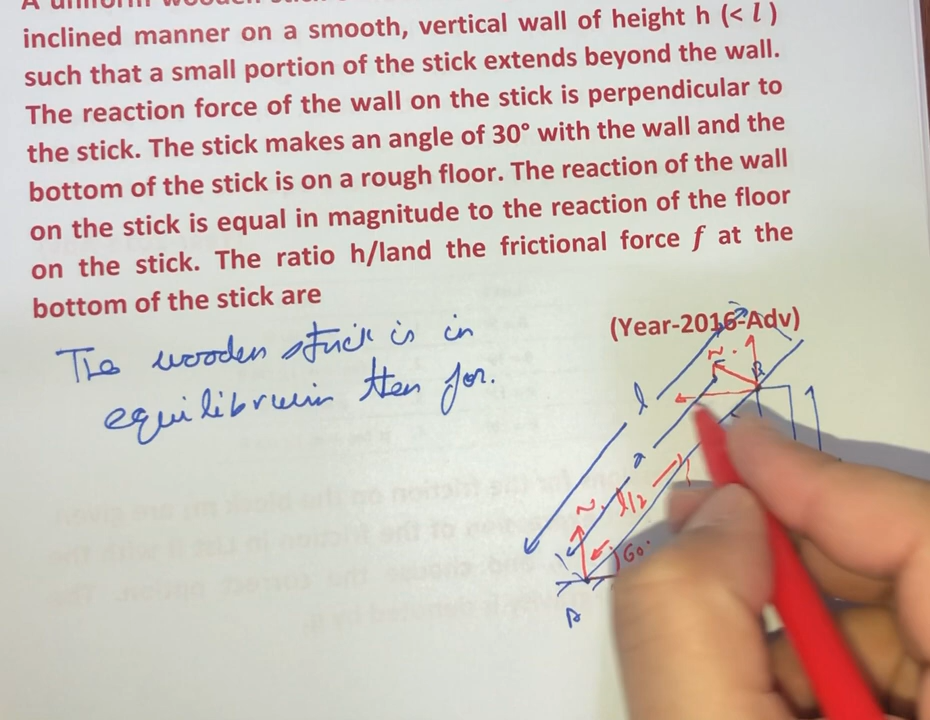 inclined manner on a smooth, vertical wall of height h (< l)
such that a small portion of the stick extends beyond the wall.
The reaction force of the wall on the stick is perpendicular to
the stick. The stick makes an angle of 30° with the wall and the
bottom of the stick is on a rough floor. The reaction of the wall
on the stick is equal in magnitude to the reaction of the floor
on the stick. The ratio h/land the frictional force f at the
bottom of the stick are
(Year-2016-Adv)
The wooden stuck is in
equilibriuin then for.
N.
B
l
a
N.
l/2
60°
A